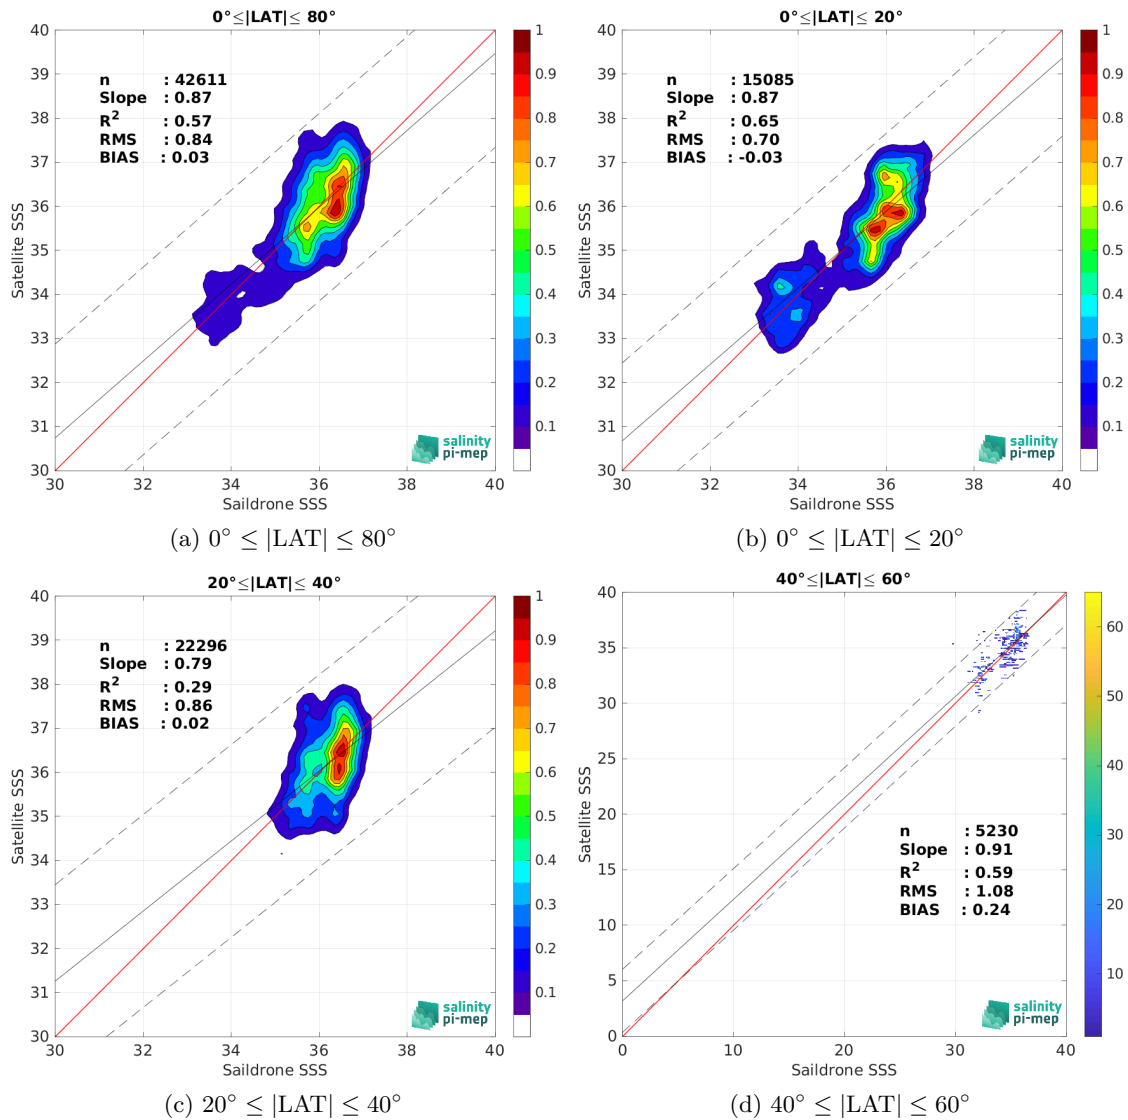 0°≤|LAT|≤ 80°
40
39
38
37
36
35
34
33
32
31
30
Satellite SSS
n : 42611
Slope : 0.87
R² : 0.57
RMS : 0.84
BIAS : 0.03
30 32 34 36 38 40
Saildrone SSS
1
0.9
0.8
0.7
0.6
0.5
0.4
0.3
0.2
0.1
salinity
pi-mep
(a) 0° ≤ |LAT| ≤ 80°
0°≤|LAT|≤ 20°
40
39
38
37
36
35
34
33
32
31
30
Satellite SSS
n : 15085
Slope : 0.87
R² : 0.65
RMS : 0.70
BIAS : -0.03
30 32 34 36 38 40
Saildrone SSS
1
0.9
0.8
0.7
0.6
0.5
0.4
0.3
0.2
0.1
salinity
pi-mep
(b) 0° ≤ |LAT| ≤ 20°
20°≤|LAT|≤ 40°
40
39
38
37
36
35
34
33
32
31
30
Satellite SSS
n : 22296
Slope : 0.79
R² : 0.29
RMS : 0.86
BIAS : 0.02
30 32 34 36 38 40
Saildrone SSS
1
0.9
0.8
0.7
0.6
0.5
0.4
0.3
0.2
0.1
salinity
pi-mep
(c) 20° ≤ |LAT| ≤ 40°
40°≤|LAT|≤ 60°
40
35
30
25
20
15
10
5
0
Satellite SSS
n : 5230
Slope : 0.91
R² : 0.59
RMS : 1.08
BIAS : 0.24
0 10 20 30 40
Saildrone SSS
60
50
40
30
20
10
salinity
pi-mep
(d) 40° ≤ |LAT| ≤ 60°